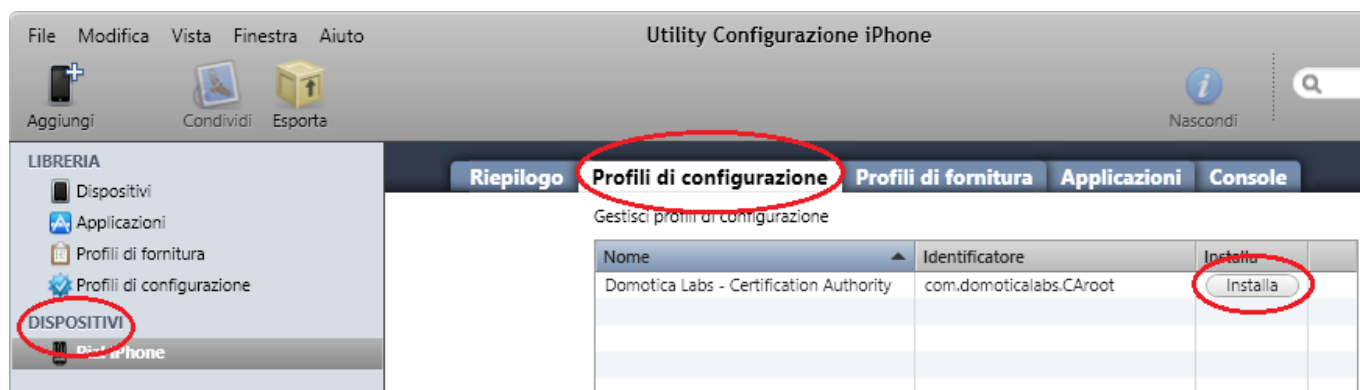 File Modifica Vista Finestra Aiuto
Utility Configurazione iPhone
Aggiungi
Condividi
Esporta
Nascondi
LIBRERIA
Dispositivi
Applicazioni
Profili di fornitura
Profili di configurazione
DISPOSITIVI
iPhone
Riepilogo
Profili di configurazione
Profili di fornitura
Applicazioni
Console
Gestisci profili di configurazione
Nome
Identificatore
Installa
Domotica Labs - Certification Authority
com.domoticalabs.CAroot
Installa